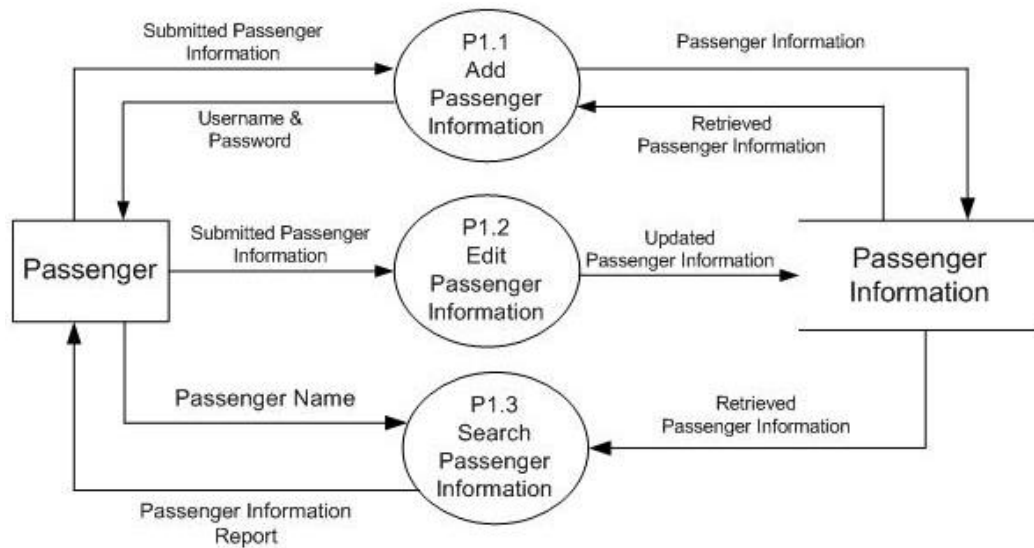 Submitted Passenger
Information
P1.1
Add
Passenger
Information
Passenger Information
Username &
Password
Retrieved
Passenger Information
Passenger
Submitted Passenger
Information
P1.2
Edit
Passenger
Information
Updated
Passenger Information
Passenger
Information
Passenger Name
P1.3
Search
Passenger
Information
Retrieved
Passenger Information
Passenger Information
Report